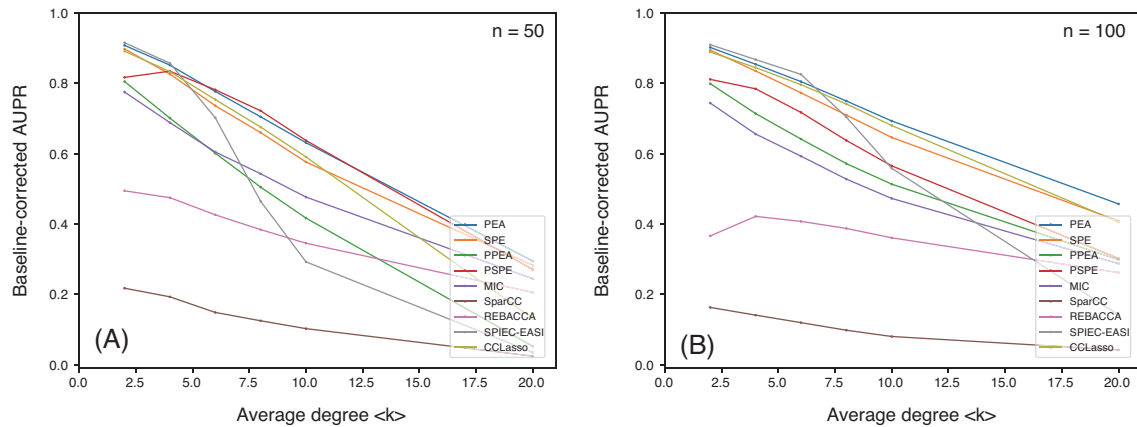 n = 50
Baseline-corrected AUPR
1.0
0.8
0.6
0.4
0.2
0.0
PEA
SPE
PPEA
PSPE
MIC
SparCC
REBACCA
SPIEC-EASI
CCLasso
(A)
0.0 2.5 5.0 7.5 10.0 12.5 15.0 17.5 20.0
Average degree <k>
n = 100
Baseline-corrected AUPR
1.0
0.8
0.6
0.4
0.2
0.0
PEA
SPE
PPEA
PSPE
MIC
SparCC
REBACCA
SPIEC-EASI
CCLasso
(B)
0.0 2.5 5.0 7.5 10.0 12.5 15.0 17.5 20.0
Average degree <k>